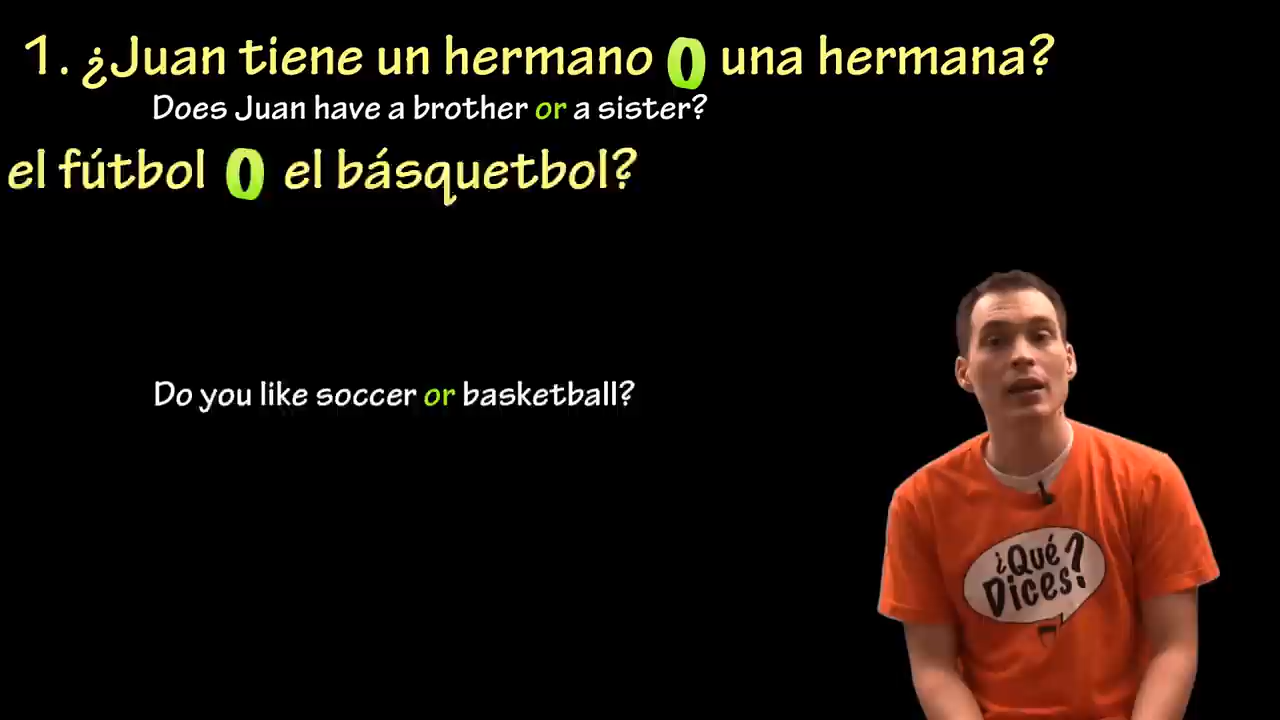 1. ¿Juan tiene un hermano o una hermana?
Does Juan have a brother or a sister?
el fútbol o el básquetbol?
Do you like soccer or basketball?
¿Qué
Dices?